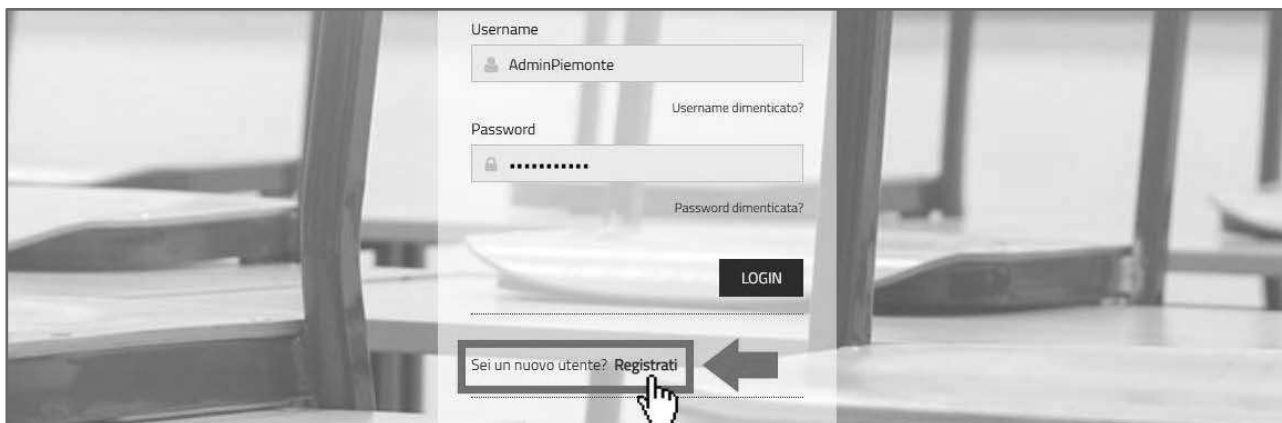 Username
AdminPiemonte
Username dimenticato?
Password
•••••••••••
Password dimenticata?
LOGIN
Sei un nuovo utente? Registrati